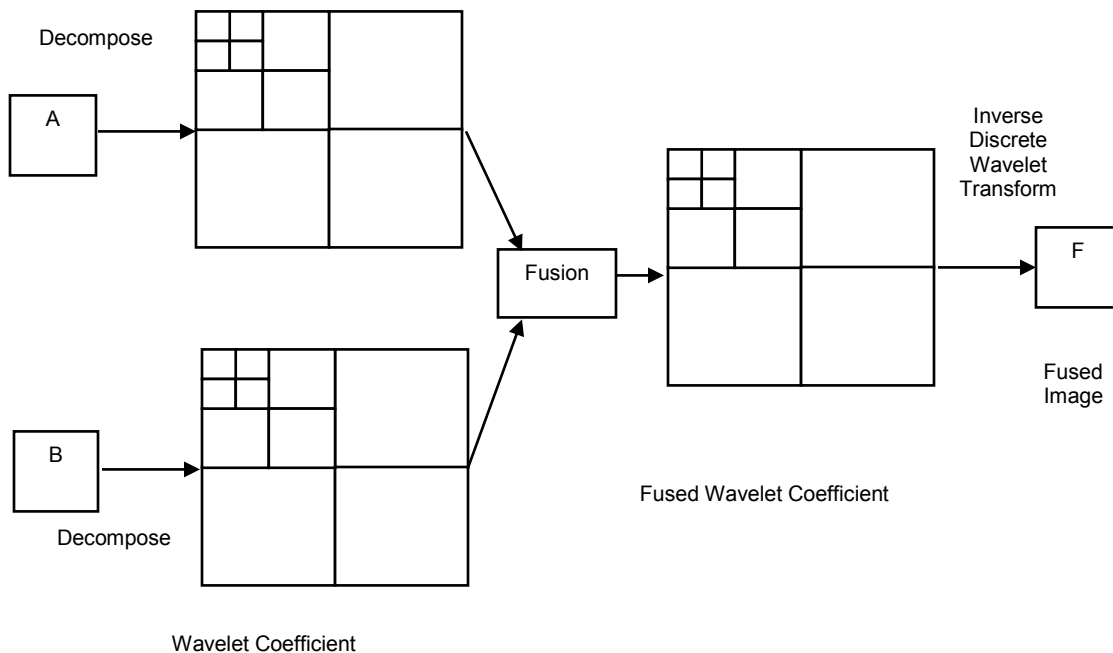 Decompose
A
Inverse
Discrete
Wavelet
Transform
Fusion
F
Fused
Image
B
Fused Wavelet Coefficient
Decompose
Wavelet Coefficient